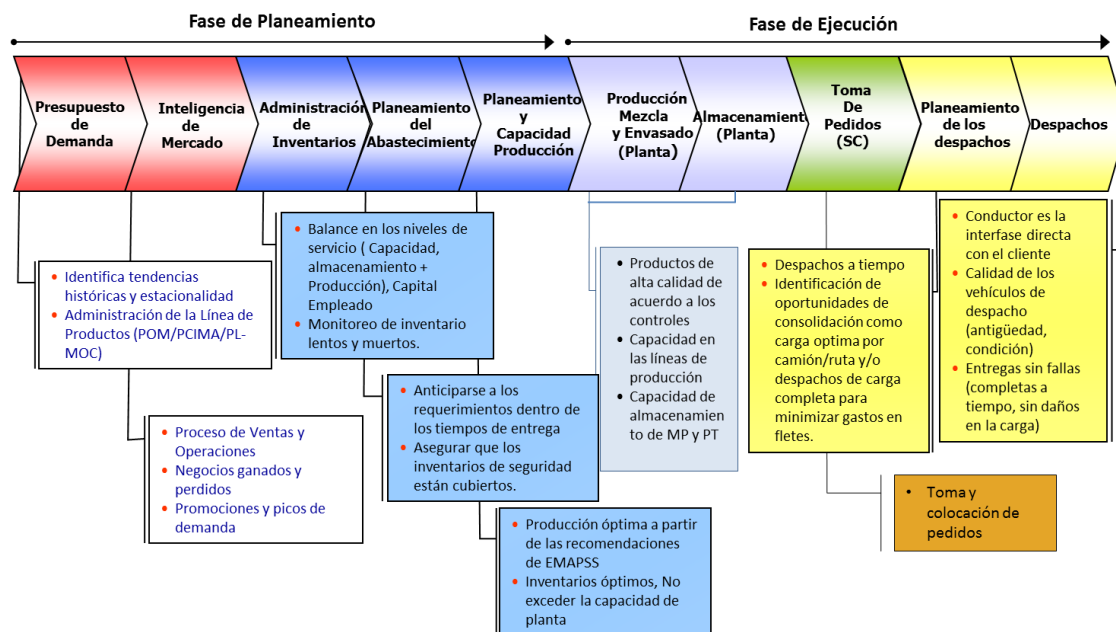 Fase de Planeamiento
Fase de Ejecución
Presupuesto
de
Demanda
Inteligencia
de
Mercado
Administración
de
Inventarios
Planeamiento
del
Abastecimiento
Planeamiento
y
Capacidad
Producción
Producción
Mezcla
y Envasado
(Planta)
Almacenamiento
(Planta)
Toma
De
Pedidos
(SC)
Planeamiento
de los
despachos
Despachos
• Identifica tendencias
históricas y estacionalidad
• Administración de la Línea de
Productos (POM/PCIMA/PL-
MOC)
• Proceso de Ventas y
Operaciones
• Negocios ganados y
perdidos
• Promociones y picos de
demanda
• Balance en los niveles de
servicio ( Capacidad,
almacenamiento +
Producción), Capital
Empleado
• Monitoreo de inventario
lentos y muertos.
• Anticiparse a los
requerimientos dentro de
los tiempos de entrega
• Asegurar que los
inventarios de seguridad
están cubiertos.
• Producción óptima a partir
de las recomendaciones
de EMAPSS
• Inventarios óptimos, No
exceder la capacidad de
planta
• Productos de
alta calidad de
acuerdo a los
controles
• Capacidad en
las líneas de
producción
• Capacidad de
almacenamien
to de MP y PT
• Despachos a tiempo
• Identificación de
oportunidades de
consolidación como
carga optima por
camión/ruta y/o
despachos de carga
completa para
minimizar gastos en
fletes.
• Toma y
colocación de
pedidos
• Conductor es la
interfase directa
con el cliente
• Calidad de los
vehículos de
despacho
(antigüedad,
condición)
• Entregas sin fallas
(completas a
tiempo, sin daños
en la carga)